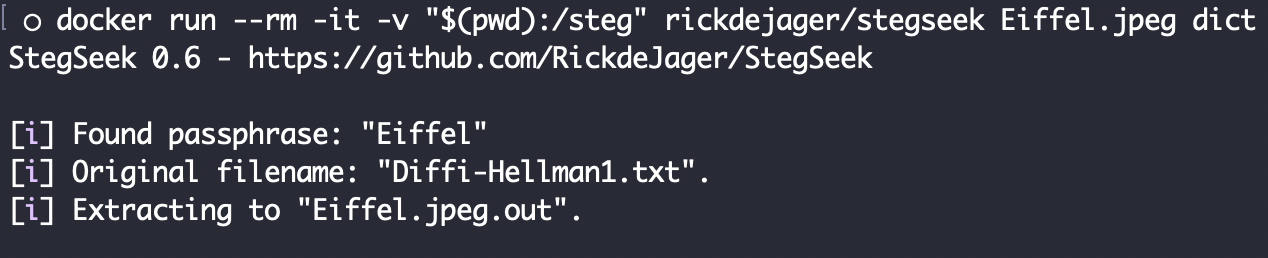 ○ docker run --rm -it -v "$(pwd):/steg" rickdejager/stegseek Eiffel.jpeg dict
StegSeek 0.6 - https://github.com/RickdeJager/StegSeek
[i] Found passphrase: "Eiffel"
[i] Original filename: "Diffi-Hellman1.txt".
[i] Extracting to "Eiffel.jpeg.out".